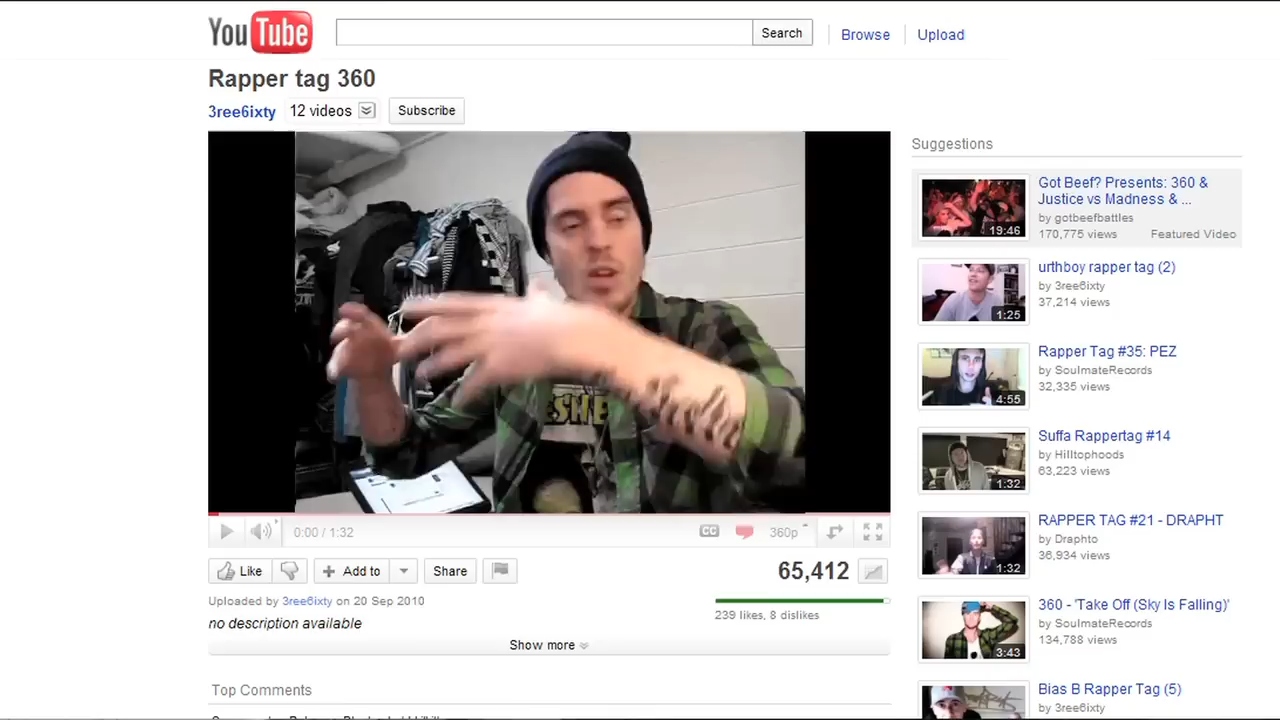 YouTube
Search
Browse
Upload
Rapper tag 360
3ree6ixty 12 videos Subscribe
ESHE
0:00 / 1:32
CC
360p
Like
Add to
Share
65,412
Uploaded by 3ree6ixty on 20 Sep 2010
239 likes, 8 dislikes
no description available
Show more
Top Comments
Suggestions
19:46
Got Beef? Presents: 360 &
Justice vs Madness & ...
by gotbeefbattles
170,775 views Featured Video
1:25
urthboy rapper tag (2)
by 3ree6ixty
37,214 views
4:55
Rapper Tag #35: PEZ
by SoulmateRecords
32,335 views
1:32
Suffa Rappertag #14
by Hilltophoods
63,223 views
1:32
RAPPER TAG #21 - DRAPHT
by Draphto
36,934 views
3:43
360 - 'Take Off (Sky Is Falling)'
by SoulmateRecords
134,788 views
Bias B Rapper Tag (5)
by 3ree6ixty